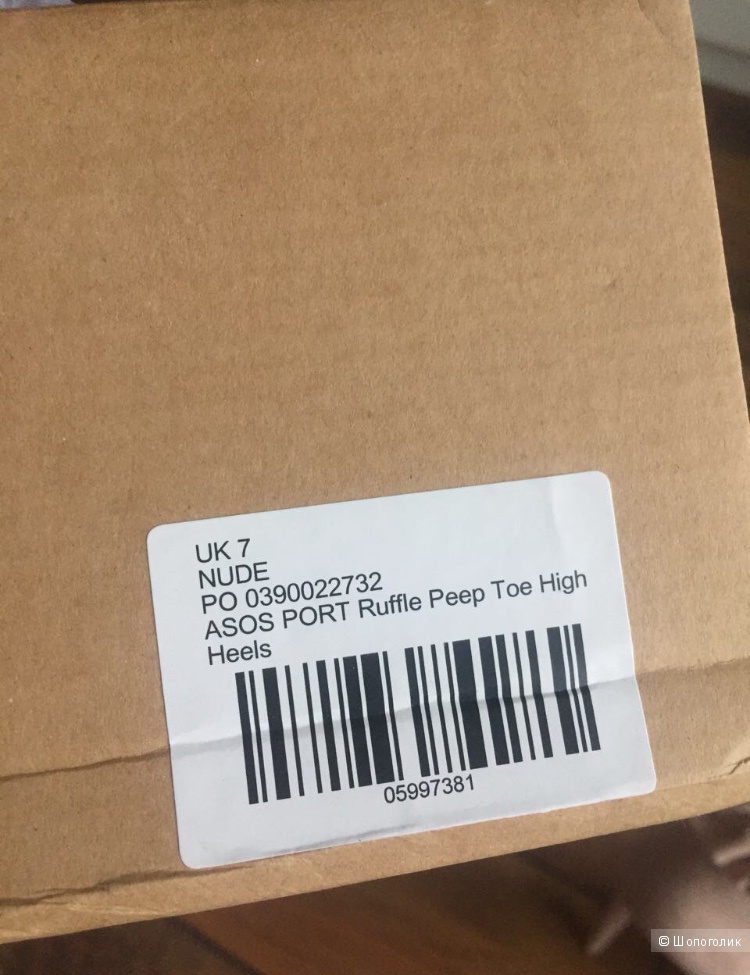 UK 7
NUDE
PO 0390022732
ASOS PORT Ruffle Peep Toe High
Heels
05997381
© Шопоголик